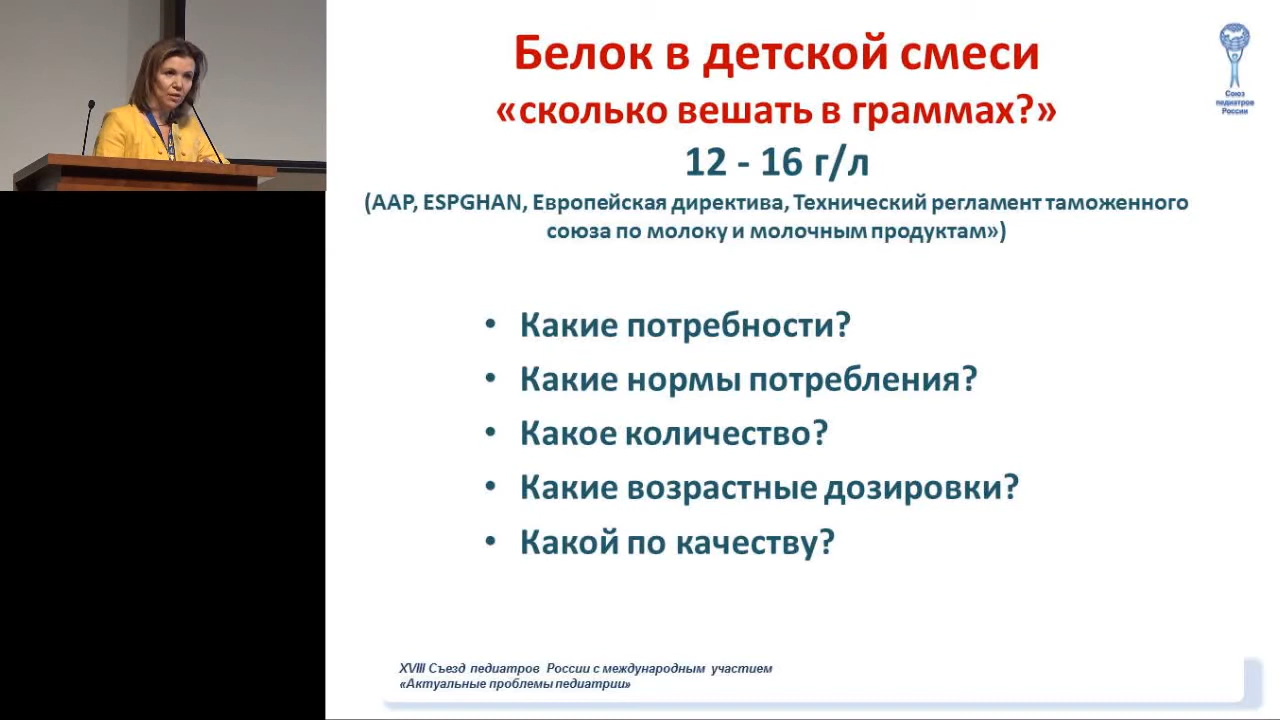 Белок в детской смеси
«сколько вешать в граммах?»
12 - 16 г/л
(AAP, ESPGHAN, Европейская директива, Технический регламент таможенного
союза по молоку и молочным продуктам»)
• Какие потребности?
• Какие нормы потребления?
• Какое количество?
• Какие возрастные дозировки?
• Какой по качеству?
Союз
педиатров
России
XVIII Съезд педиатров России с международным участием
«Актуальные проблемы педиатрии»